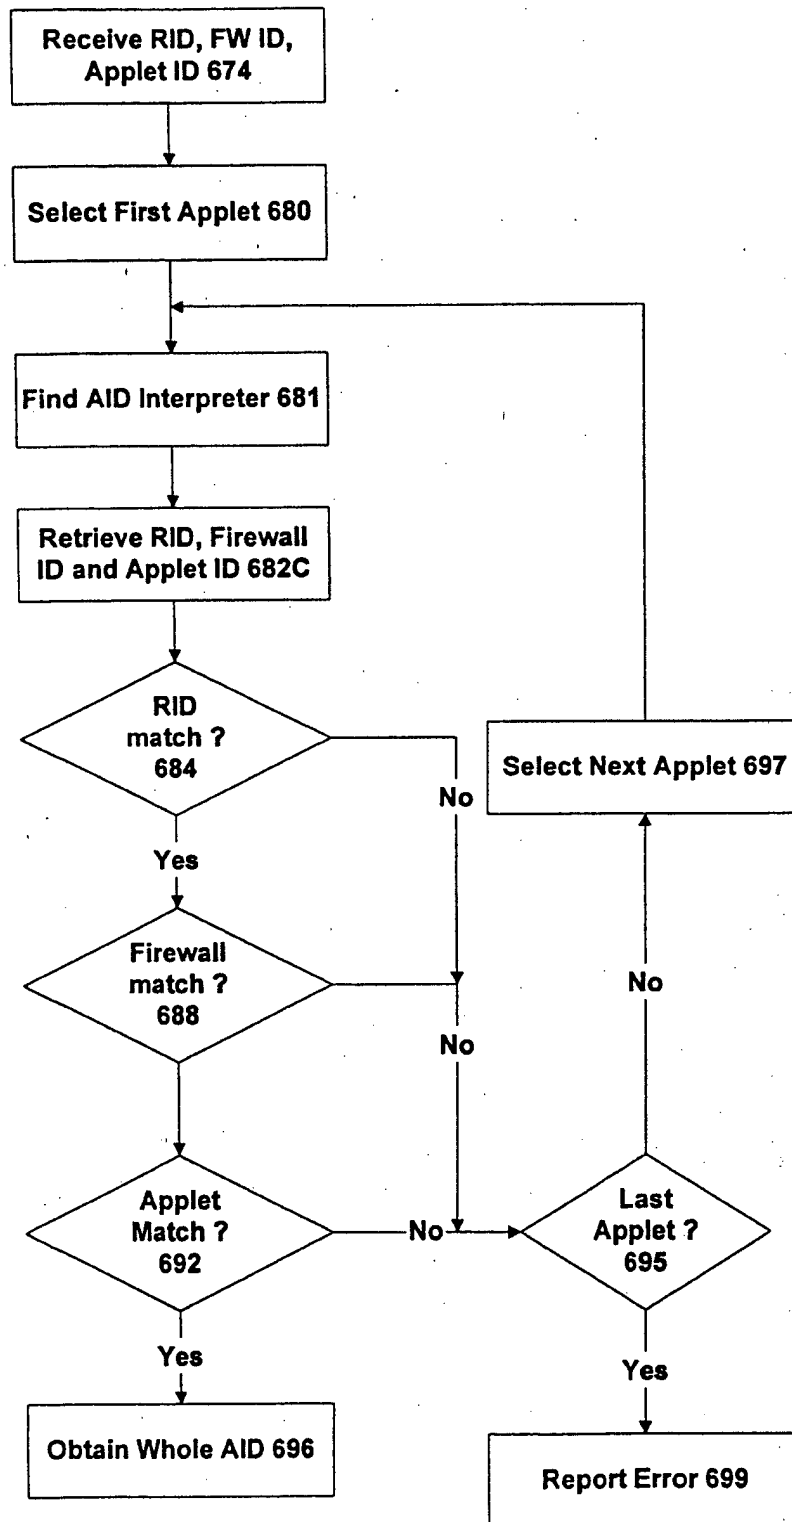 Receive RID, FW ID,
Applet ID 674
Select First Applet 680
Find AID Interpreter 681
Retrieve RID, Firewall
ID and Applet ID 682C
RID
match ?
684
No
Yes
Select Next Applet 697
Firewall
match ?
688
No
No
Applet
Match ?
692
No
Last
Applet ?
695
Yes
Yes
Obtain Whole AID 696
Report Error 699